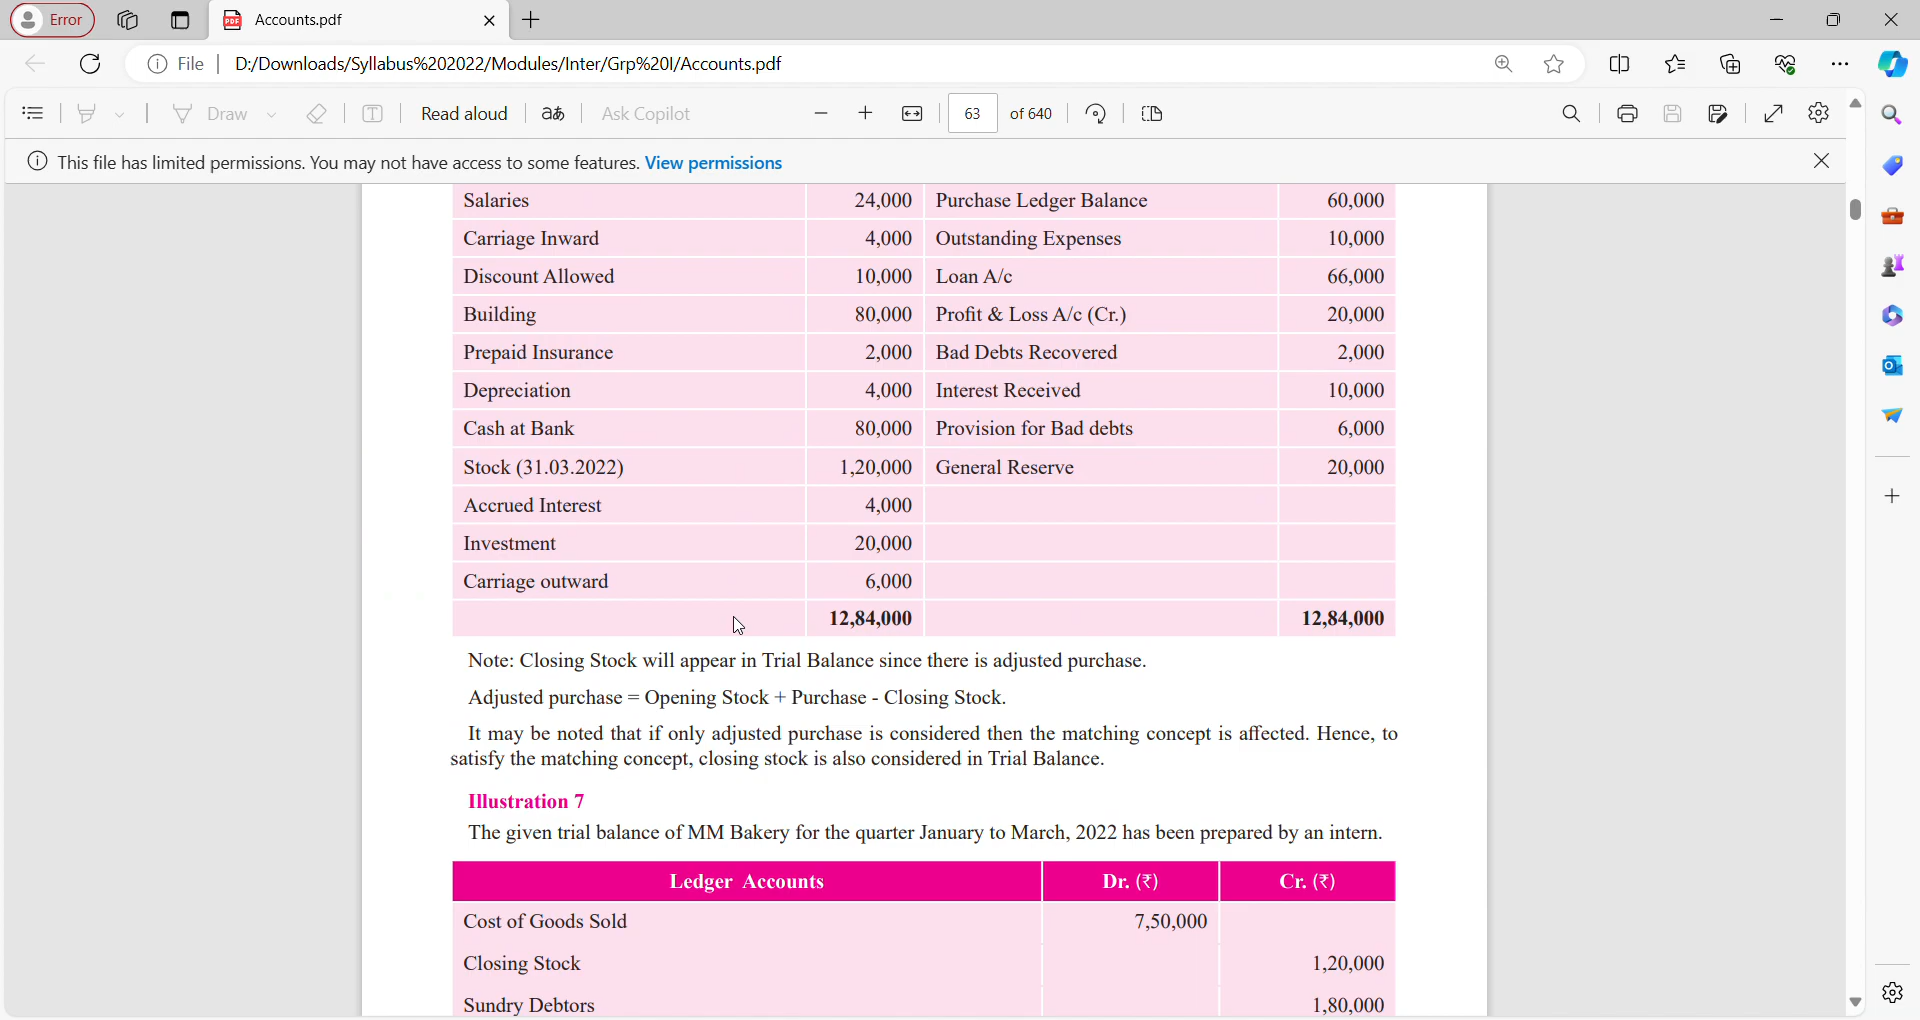 Error
Accounts.pdf
File
D:/Downloads/Syllabus%202022/Modules/Inter/Grp%20I/Accounts.pdf
Draw
Read aloud
aあ
Ask Copilot
63 of 640
This file has limited permissions. You may not have access to some features. View permissions
Salaries 24,000 Purchase Ledger Balance 60,000
Carriage Inward 4,000 Outstanding Expenses 10,000
Discount Allowed 10,000 Loan A/c 66,000
Building 80,000 Profit & Loss A/c (Cr.) 20,000
Prepaid Insurance 2,000 Bad Debts Recovered 2,000
Depreciation 4,000 Interest Received 10,000
Cash at Bank 80,000 Provision for Bad debts 6,000
Stock (31.03.2022) 1,20,000 General Reserve 20,000
Accrued Interest 4,000
Investment 20,000
Carriage outward 6,000
12,84,000 12,84,000
Note: Closing Stock will appear in Trial Balance since there is adjusted purchase.
Adjusted purchase = Opening Stock + Purchase - Closing Stock.
It may be noted that if only adjusted purchase is considered then the matching concept is affected. Hence, to
satisfy the matching concept, closing stock is also considered in Trial Balance.
Illustration 7
The given trial balance of MM Bakery for the quarter January to March, 2022 has been prepared by an intern.
Ledger Accounts Dr. (₹) Cr. (₹)
Cost of Goods Sold 7,50,000
Closing Stock 1,20,000
Sundry Debtors 1,80,000